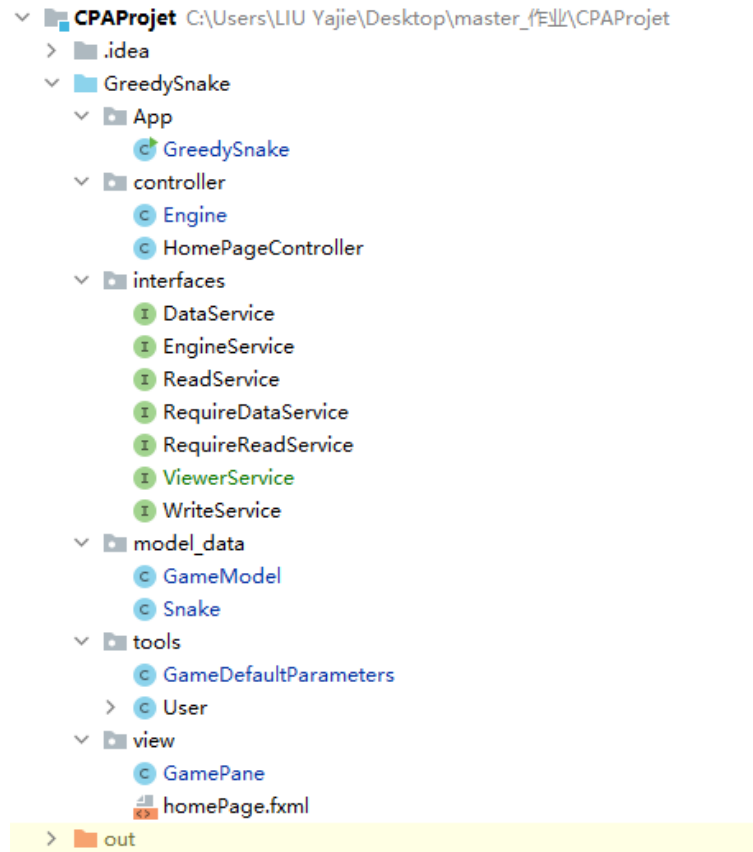 CPAProjet C:\Users\LIU Yajie\Desktop\master_作业\CPAProjet
.idea
GreedySnake
App
GreedySnake
controller
Engine
HomePageController
interfaces
DataService
EngineService
ReadService
RequireDataService
RequireReadService
ViewerService
WriteService
model_data
GameModel
Snake
tools
GameDefaultParameters
User
view
GamePane
homePage.fxml
out